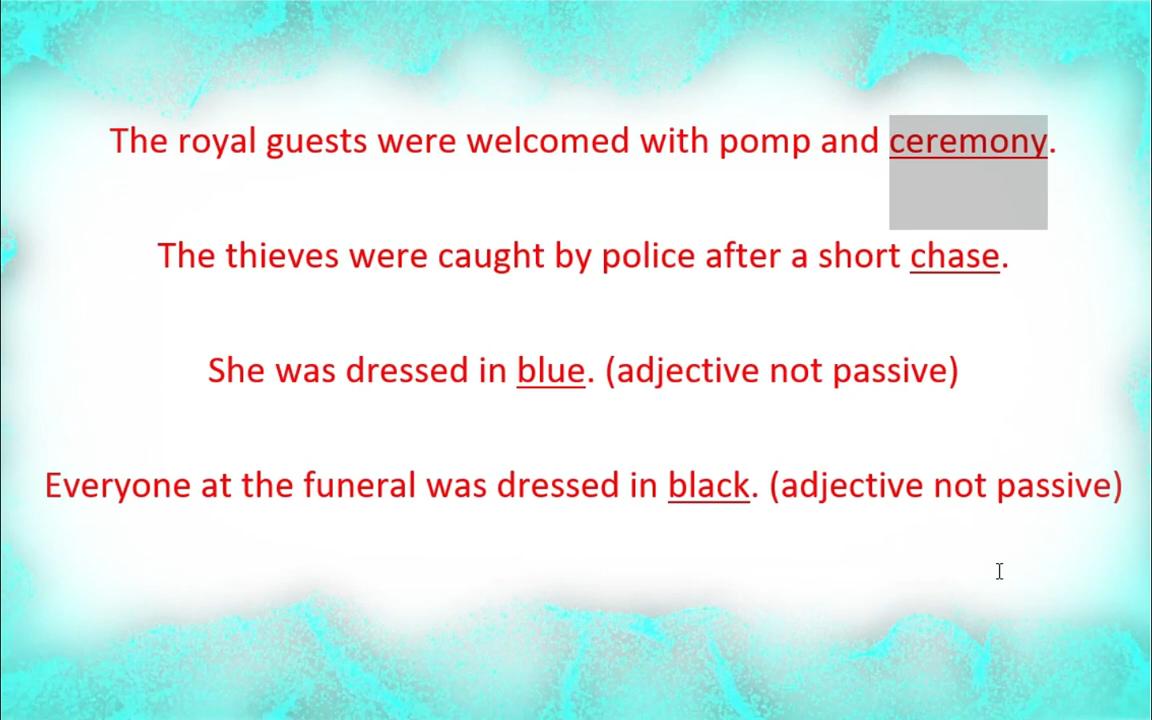 The royal guests were welcomed with pomp and ceremony.
The thieves were caught by police after a short chase.
She was dressed in blue. (adjective not passive)
Everyone at the funeral was dressed in black. (adjective not passive)